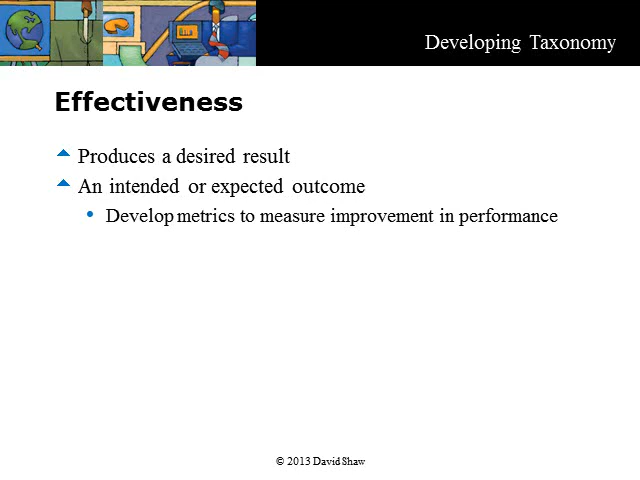 Developing Taxonomy
Effectiveness
Produces a desired result
An intended or expected outcome
Develop metrics to measure improvement in performance
© 2013 David Shaw